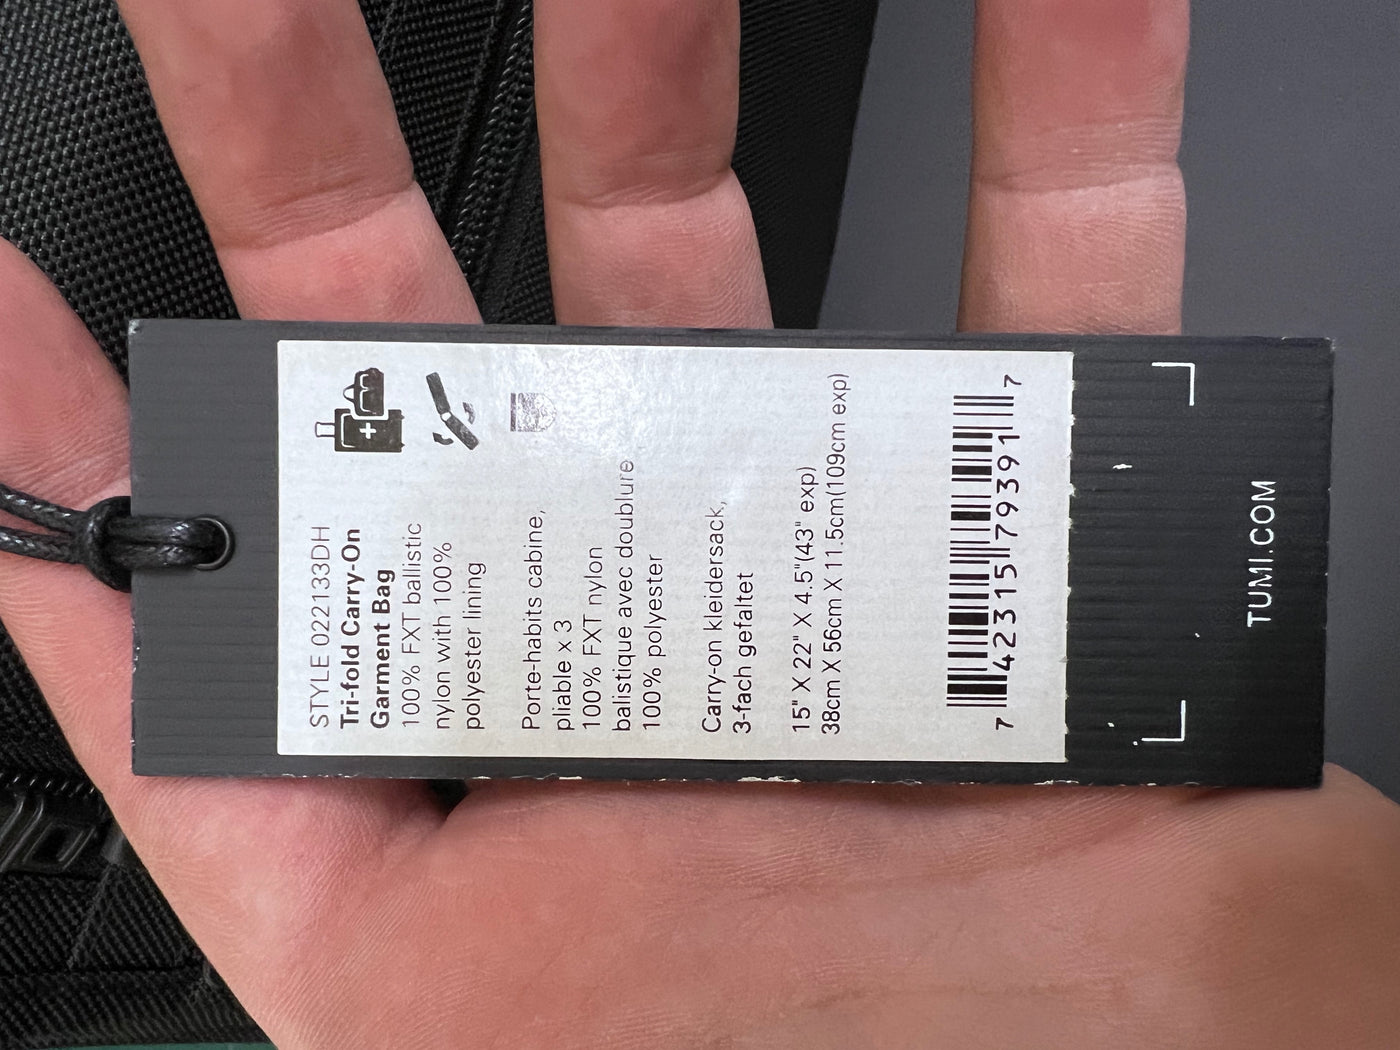 STYLE 022133DH
Tri-fold Carry-On
Garment Bag
100% FXT ballistic
nylon with 100%
polyester lining
Porte-habits cabine,
pliable x 3
100% FXT nylon
balistique avec doublure
100% polyester
Carry-on kleidersack,
3-fach gefaltet
15" X 22" X 4.5"(43" exp)
38cm X 56cm X 11.5cm(109cm exp)
7 42315 79391 7
TUMI.COM